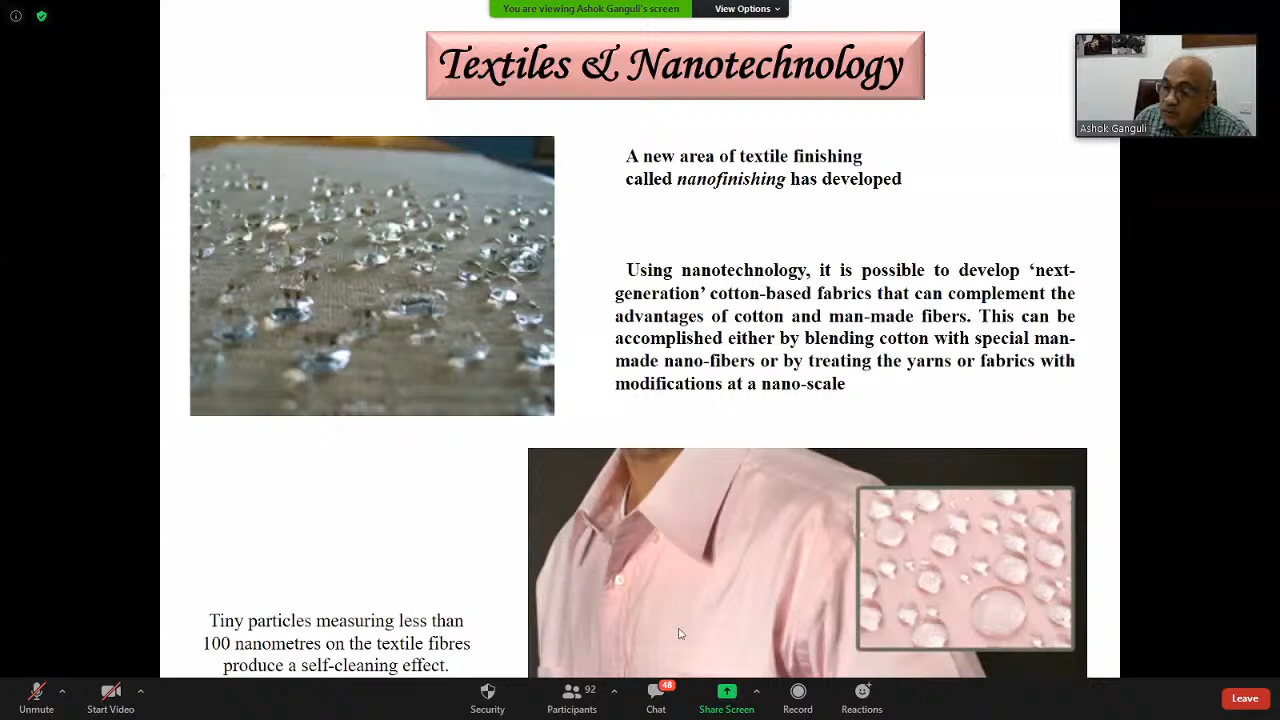 You are viewing Ashok Ganguli's screen
View Options
Textiles & Nanotechnology
Ashok Ganguli
A new area of textile finishing
called nanofinishing has developed
Using nanotechnology, it is possible to develop ‘next-
generation’ cotton-based fabrics that can complement the
advantages of cotton and man-made fibers. This can be
accomplished either by blending cotton with special man-
made nano-fibers or by treating the yarns or fabrics with
modifications at a nano-scale
Tiny particles measuring less than
100 nanometres on the textile fibres
produce a self-cleaning effect.
Unmute
Start Video
Security
92
Participants
48
Chat
Share Screen
Record
Reactions
Leave